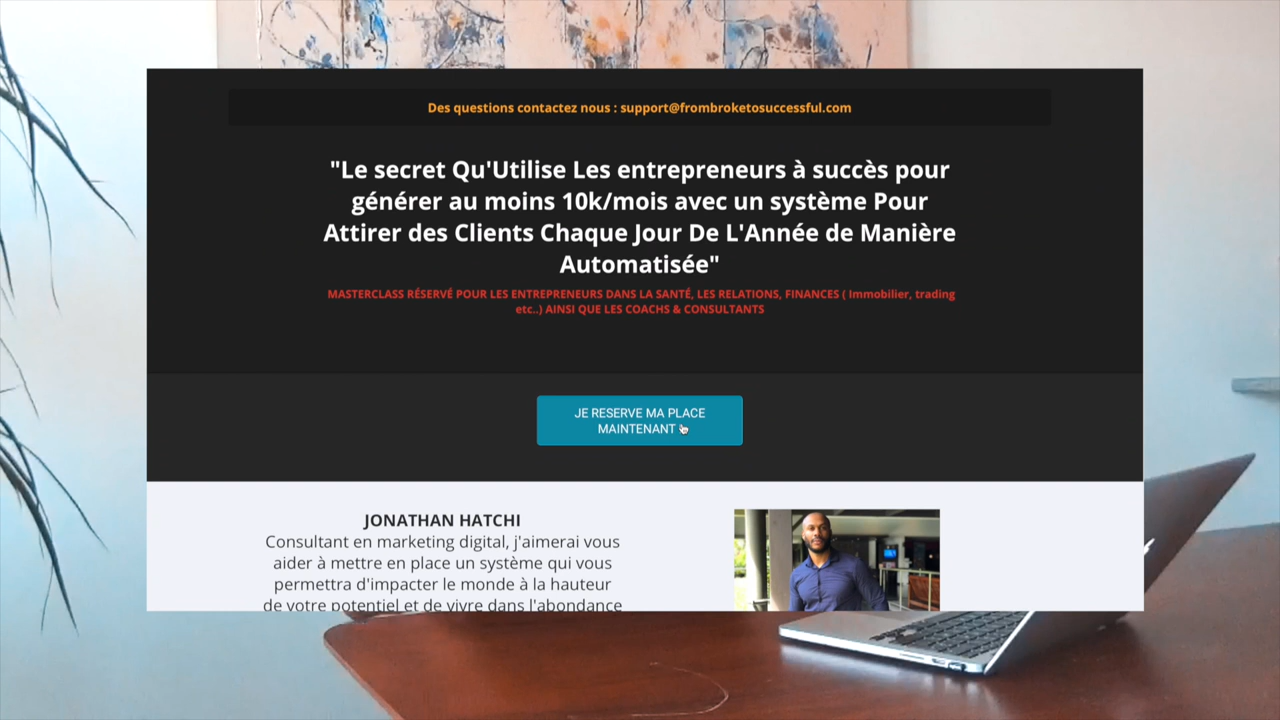 Des questions contactez nous : support@frombroketosuccessful.com
"Le secret Qu'Utilise Les entrepreneurs à succès pour
générer au moins 10k/mois avec un système Pour
Attirer des Clients Chaque Jour De L'Année de Manière
Automatisée"
MASTERCLASS RÉSERVÉ POUR LES ENTREPRENEURS DANS LA SANTÉ, LES RELATIONS, FINANCES ( Immobilier, trading
etc..) AINSI QUE LES COACHS & CONSULTANTS
JE RESERVE MA PLACE
MAINTENANT
JONATHAN HATCHI
Consultant en marketing digital, j'aimerai vous
aider à mettre en place un système qui vous
permettra d'impacter le monde à la hauteur
de votre potentiel et de vivre dans l'abondance